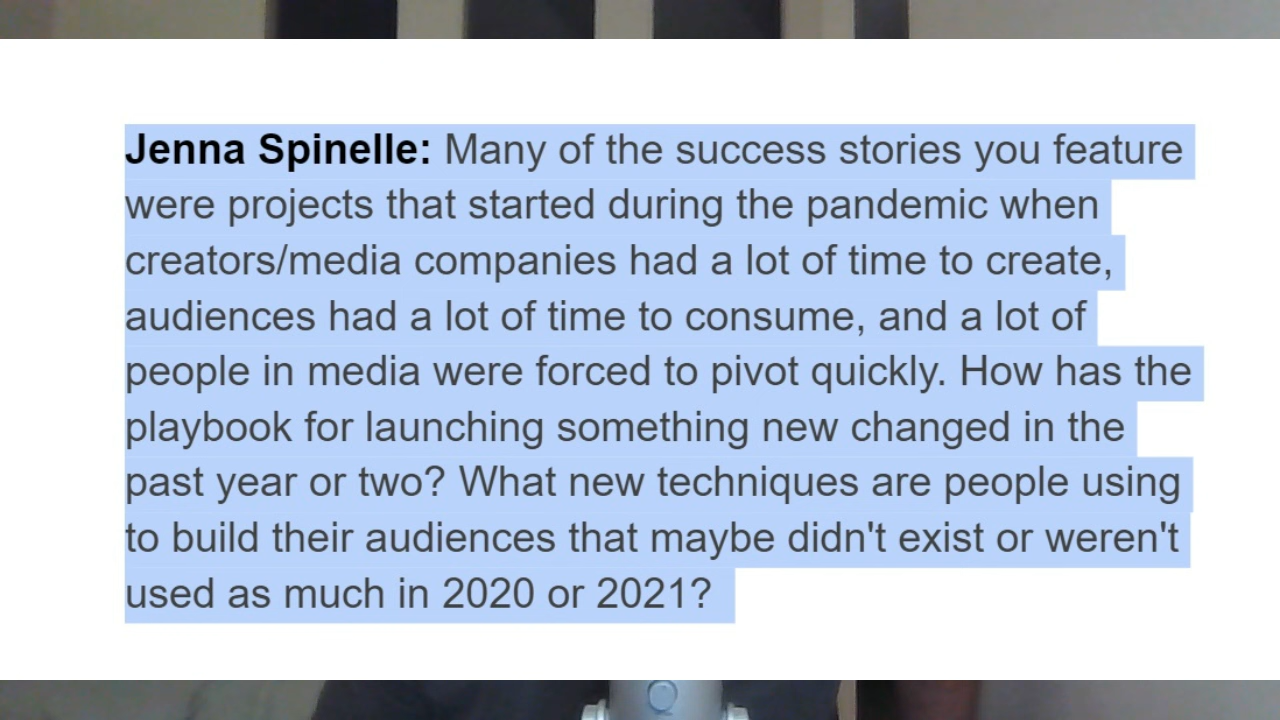 Jenna Spinelle: Many of the success stories you feature
were projects that started during the pandemic when
creators/media companies had a lot of time to create,
audiences had a lot of time to consume, and a lot of
people in media were forced to pivot quickly. How has the
playbook for launching something new changed in the
past year or two? What new techniques are people using
to build their audiences that maybe didn't exist or weren't
used as much in 2020 or 2021?